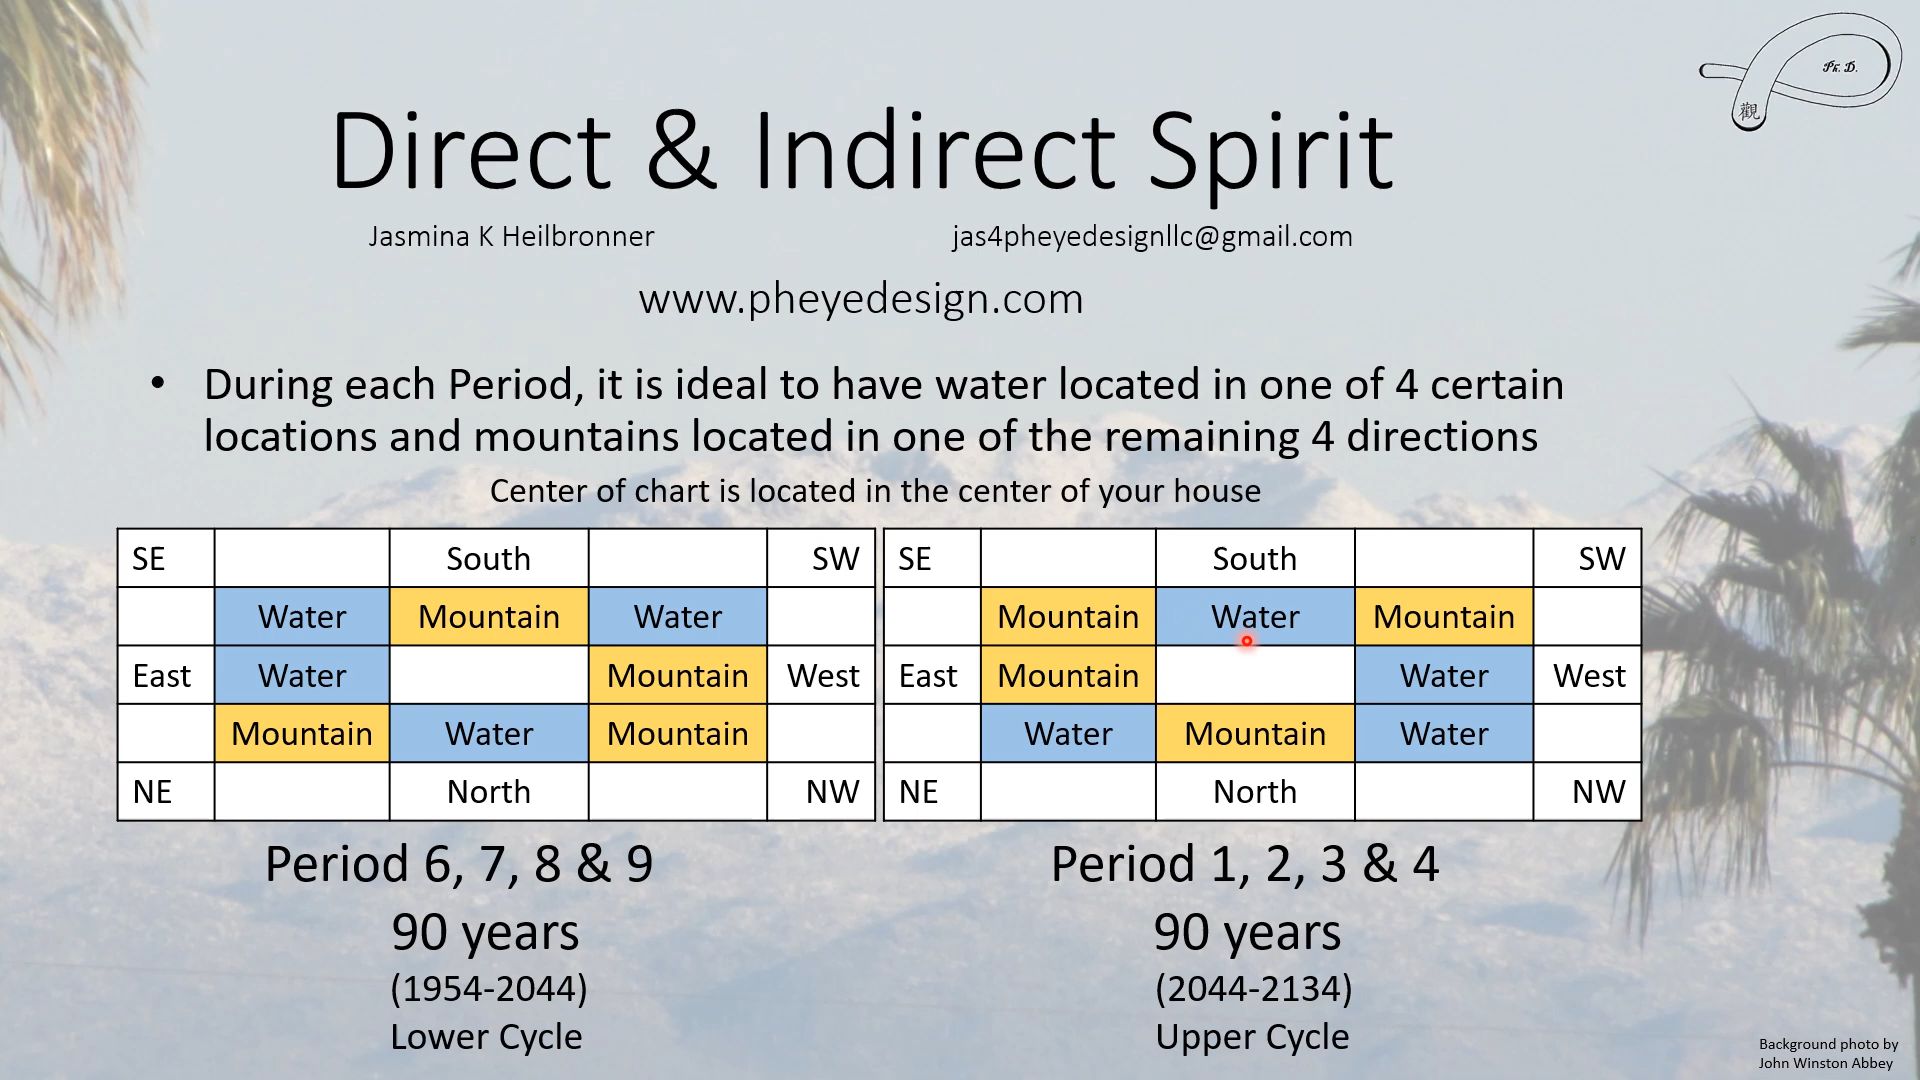 Ph. D.
觀
Direct & Indirect Spirit
Jasmina K Heilbronner jas4pheyedesignllc@gmail.com
www.pheyedesign.com
• During each Period, it is ideal to have water located in one of 4 certain
locations and mountains located in one of the remaining 4 directions
Center of chart is located in the center of your house
SE South SW
Water Mountain Water
East Water Mountain West
Mountain Water Mountain
NE North NW
SE South SW
Mountain Water Mountain
East Mountain Water West
Water Mountain Water
NE North NW
Period 6, 7, 8 & 9
90 years
(1954-2044)
Lower Cycle
Period 1, 2, 3 & 4
90 years
(2044-2134)
Upper Cycle
Background photo by
John Winston Abbey